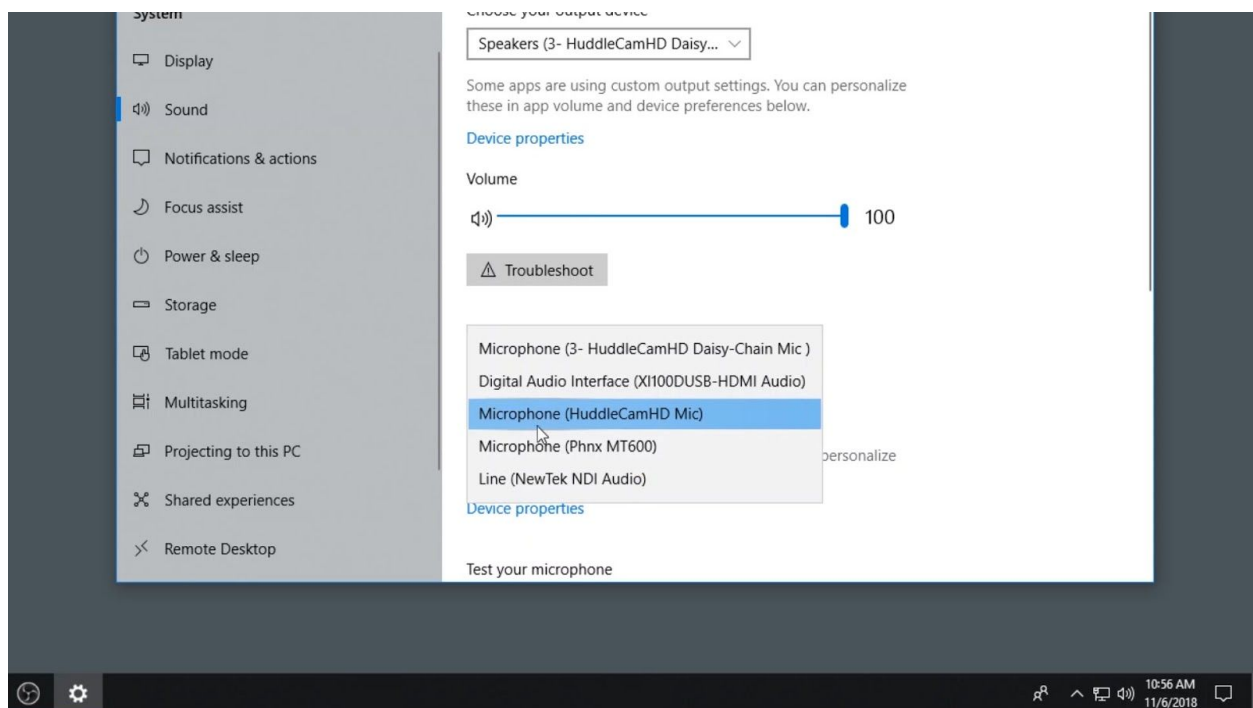 System
Display
Sound
Notifications & actions
Focus assist
Power & sleep
Storage
Tablet mode
Multitasking
Projecting to this PC
Shared experiences
Remote Desktop
Choose your output device
Speakers (3- HuddleCamHD Daisy...
Some apps are using custom output settings. You can personalize
these in app volume and device preferences below.
Device properties
Volume
100
Troubleshoot
Microphone (3- HuddleCamHD Daisy-Chain Mic )
Digital Audio Interface (XI100DUSB-HDMI Audio)
Microphone (HuddleCamHD Mic)
Microphone (Phnx MT600)
personalize
Line (NewTek NDI Audio)
Device properties
Test your microphone
10:56 AM
11/6/2018